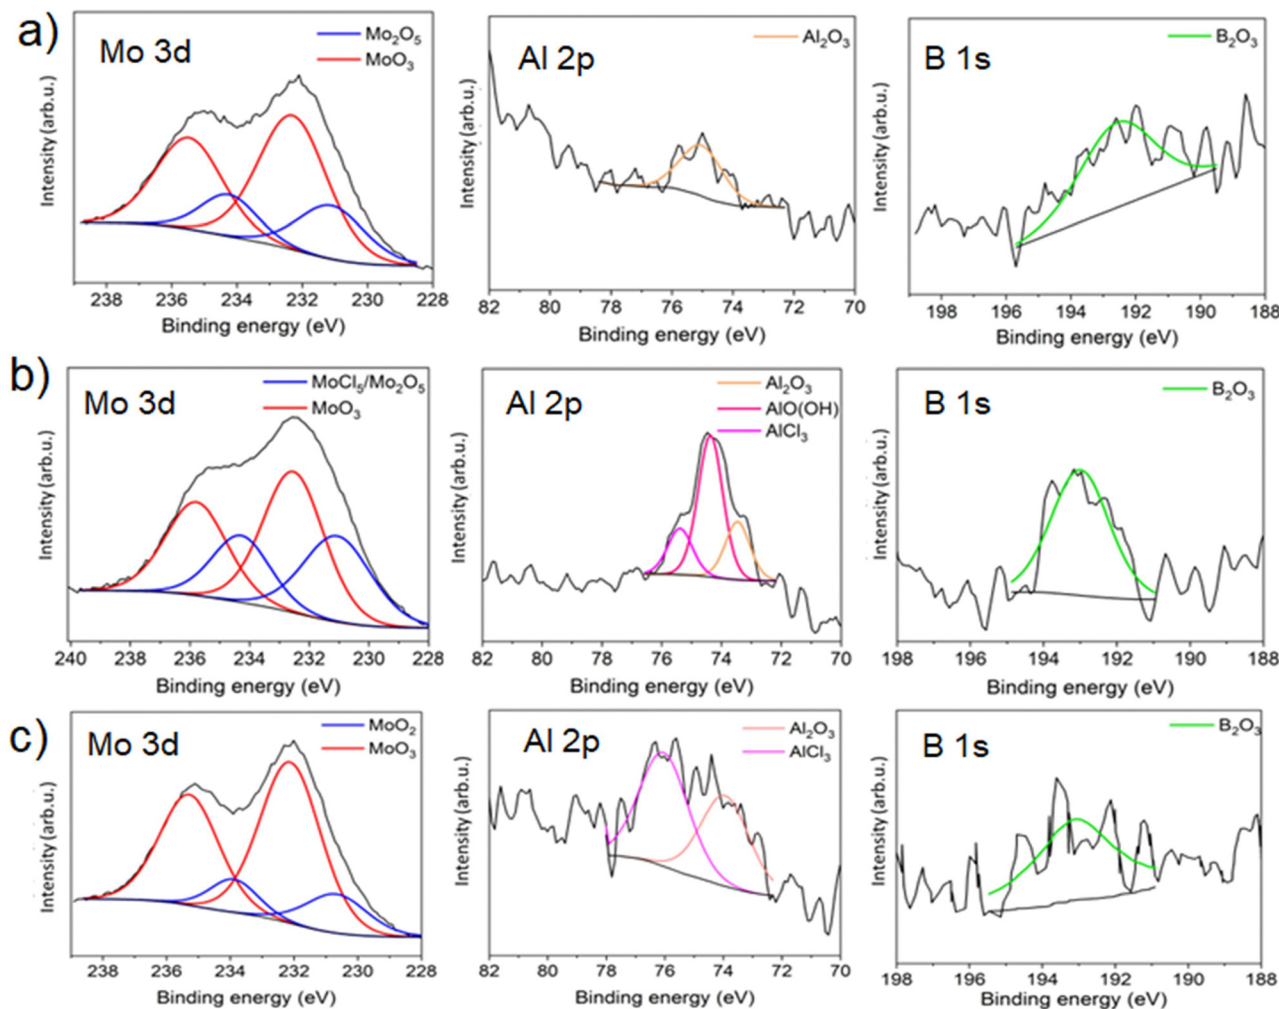 a)
Mo 3d
Mo₂O₅
MoO₃
Intensity (arb.u.)
238 236 234 232 230 228
Binding energy (eV)
Al 2p
Al₂O₃
Intensity (arb.u.)
82 80 78 76 74 72 70
Binding energy (eV)
B 1s
B₂O₃
Intensity (arb.u.)
198 196 194 192 190 188
Binding energy (eV)
b)
Mo 3d
MoCl₅/Mo₂O₅
MoO₃
Intensity (arb.u.)
240 238 236 234 232 230 228
Binding energy (eV)
Al 2p
Al₂O₃
AlO(OH)
AlCl₃
Intensity (arb.u.)
82 80 78 76 74 72 70
Binding energy (eV)
B 1s
B₂O₃
Intensity (arb.u.)
198 196 194 192 190 188
Binding energy (eV)
c)
Mo 3d
MoO₂
MoO₃
Intensity (arb.u.)
238 236 234 232 230 228
Binding energy (eV)
Al 2p
Al₂O₃
AlCl₃
Intensity (arb.u.)
82 80 78 76 74 72 70
Binding energy (eV)
B 1s
B₂O₃
Intensity (arb.u.)
198 196 194 192 190 188
Binding energy (eV)